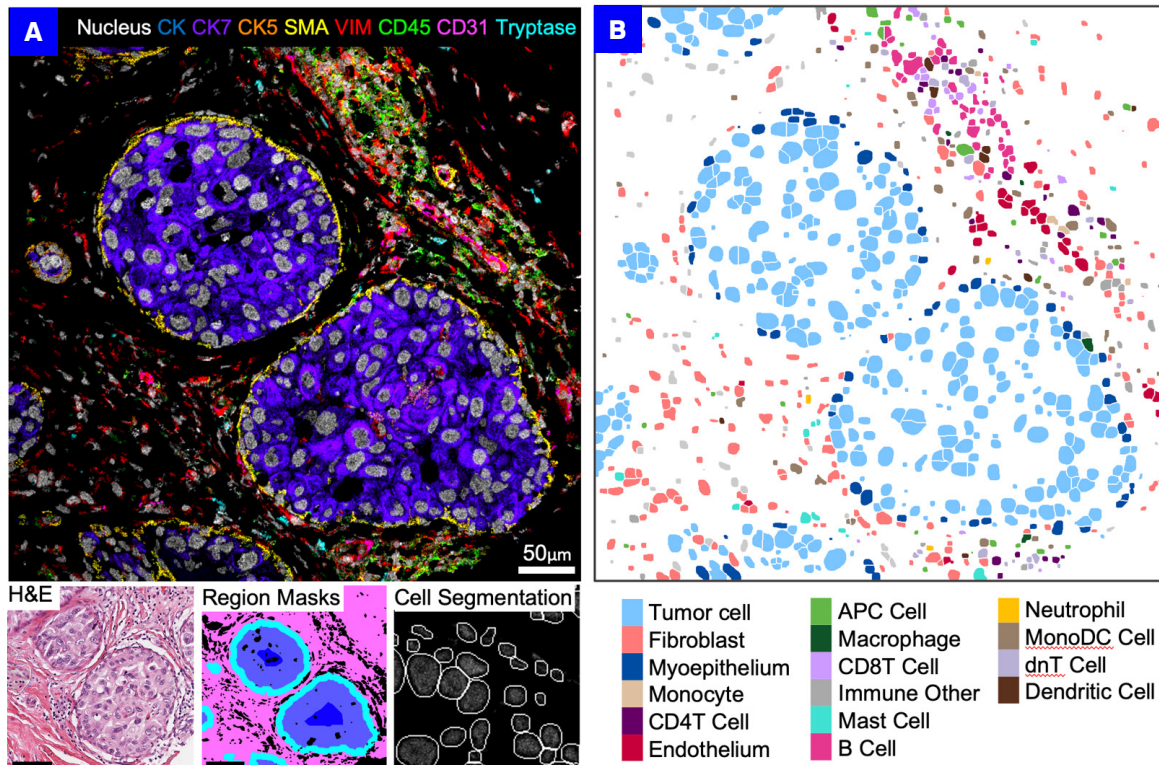 A
Nucleus CK CK7 CK5 SMA VIM CD45 CD31 Tryptase
50µm
H&E
Region Masks
Cell Segmentation
B
Tumor cell
Fibroblast
Myoepithelium
Monocyte
CD4T Cell
Endothelium
APC Cell
Macrophage
CD8T Cell
Immune Other
Mast Cell
B Cell
Neutrophil
MonoDC Cell
dnT Cell
Dendritic Cell